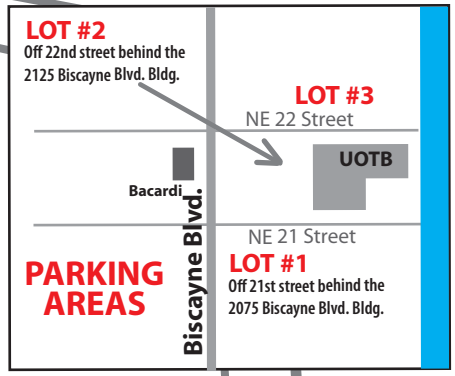 LOT #2
Off 22nd street behind the
2125 Biscayne Blvd. Bldg.
LOT #3
NE 22 Street
UOTB
Bacardi
Biscayne Blvd.
NE 21 Street
LOT #1
Off 21st street behind the
2075 Biscayne Blvd. Bldg.
PARKING
AREAS